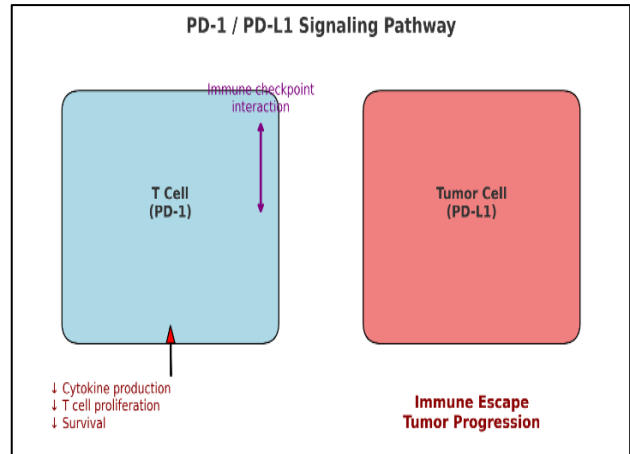 PD-1 / PD-L1 Signaling Pathway
Immune checkpoint
interaction
T Cell
(PD-1)
Tumor Cell
(PD-L1)
↓ Cytokine production
↓ T cell proliferation
↓ Survival
Immune Escape
Tumor Progression